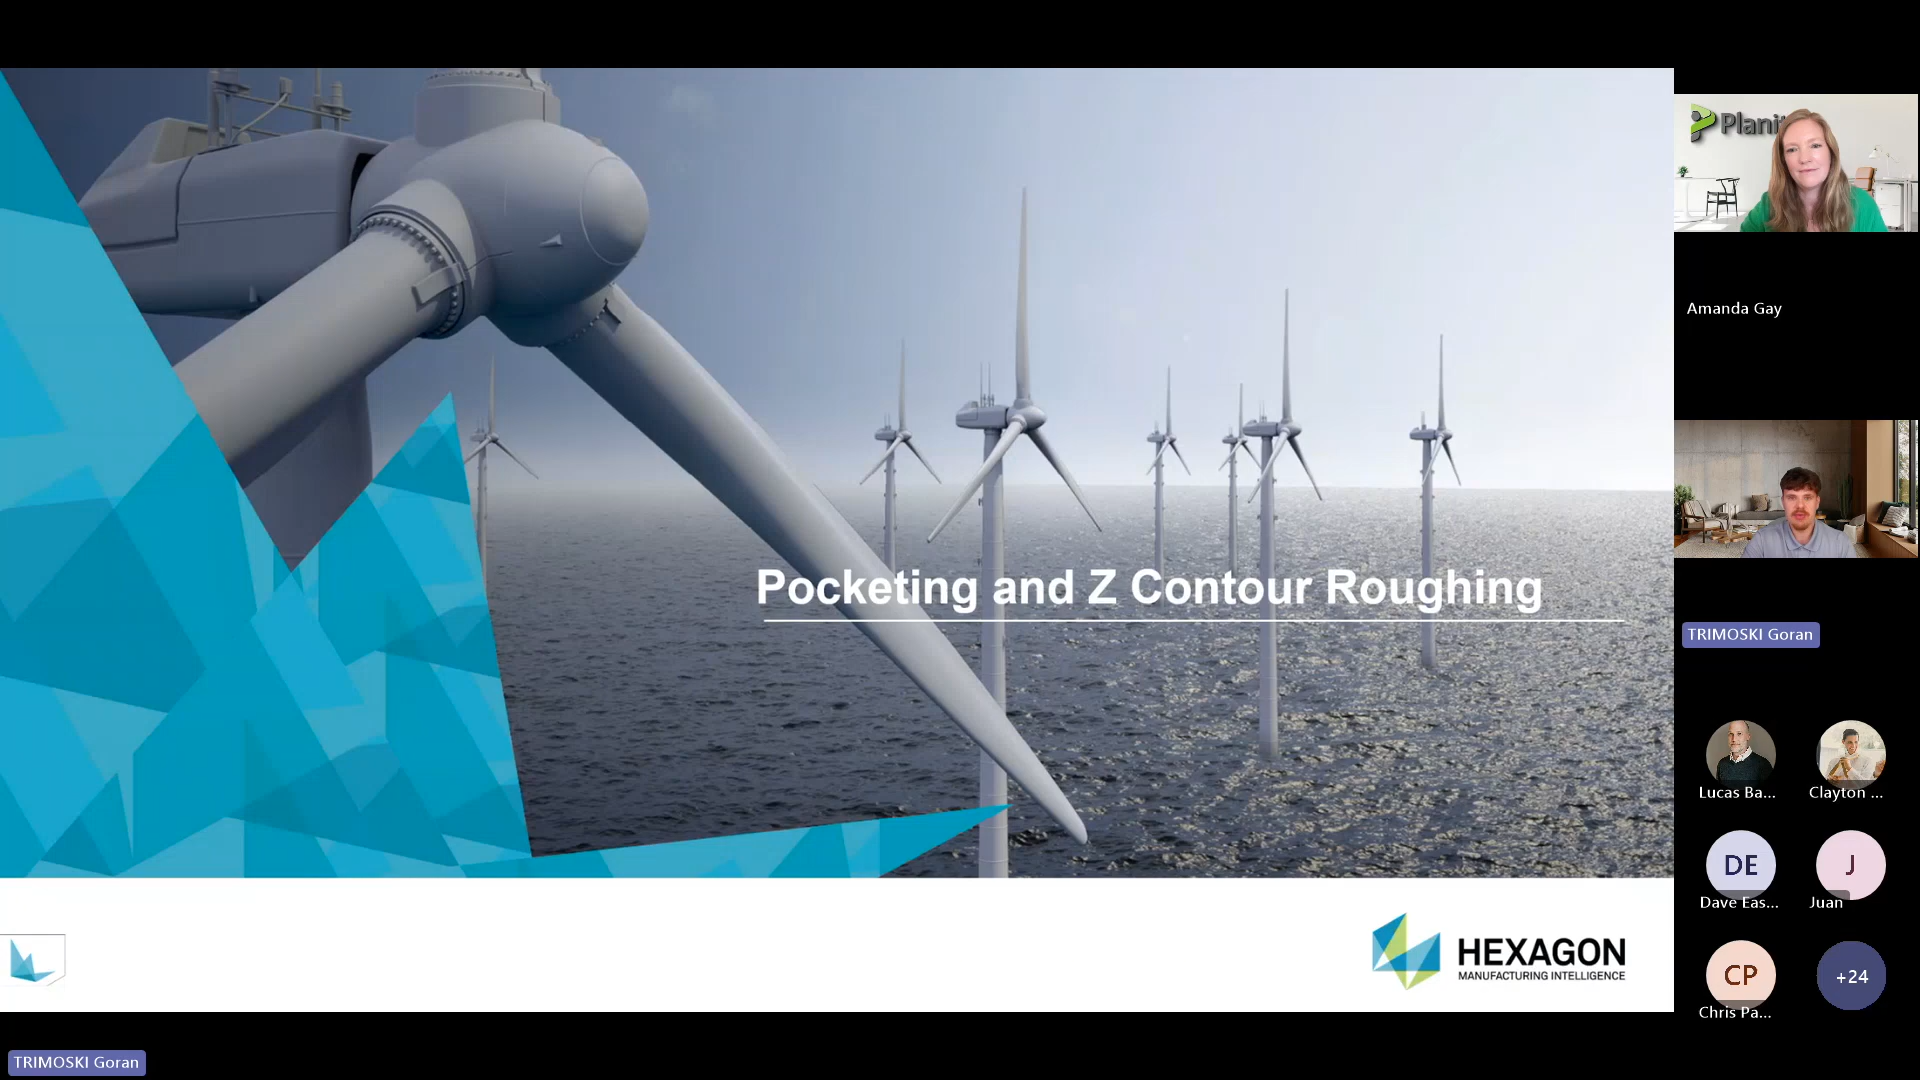 Pocketing and Z Contour Roughing
HEXAGON
MANUFACTURING INTELLIGENCE
TRIMOSKI Goran
Plani
Amanda Gay
TRIMOSKI Goran
Lucas Ba...
Clayton ...
DE
Dave Eas...
J
Juan
CP
Chris Pa...
+24